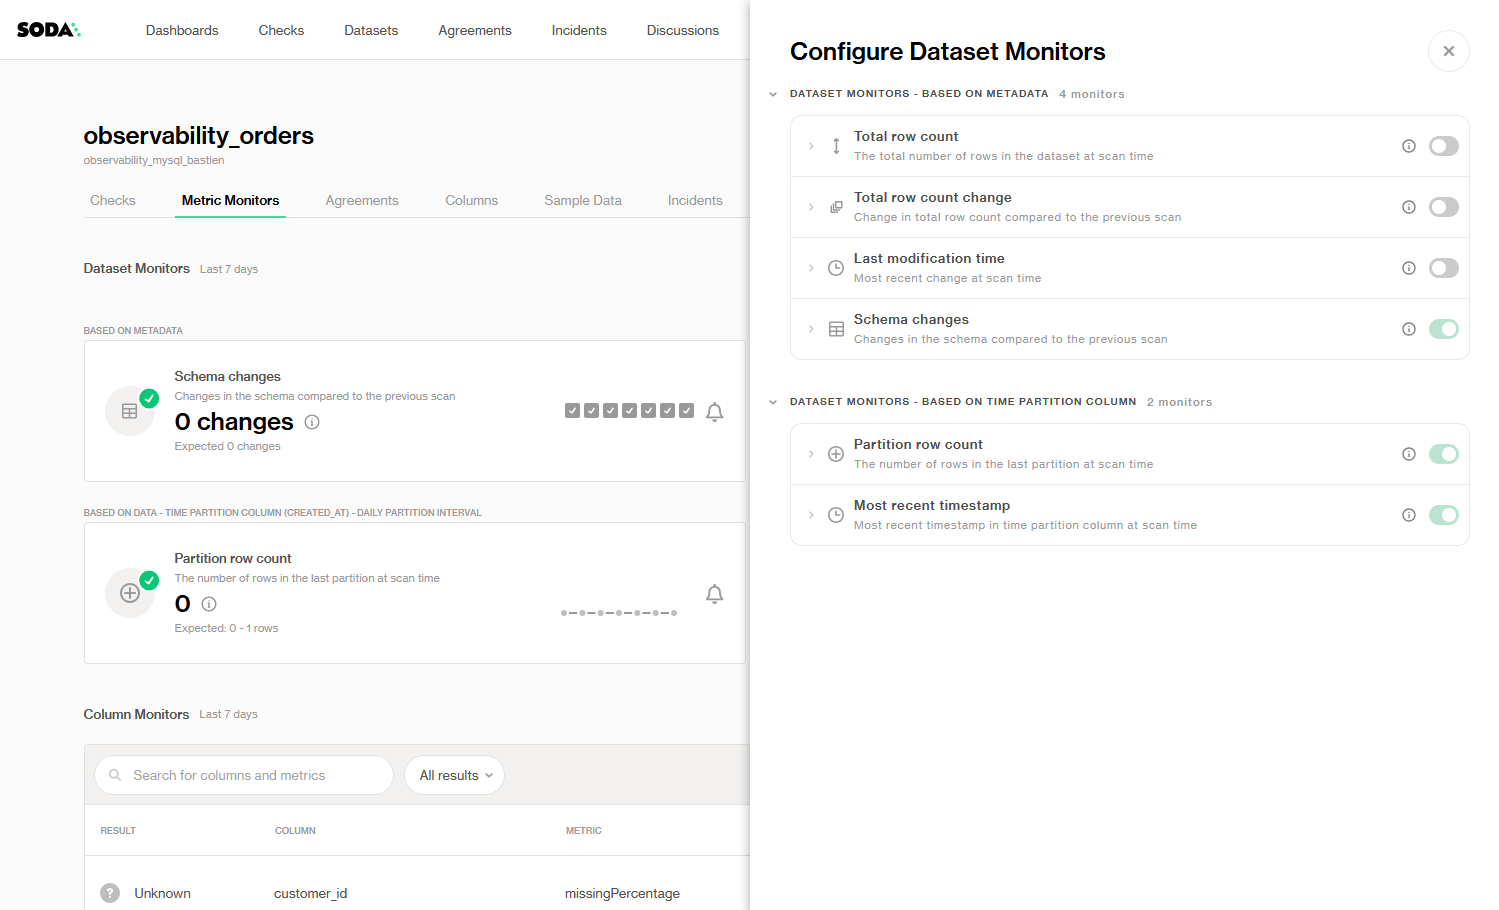 SODA
Dashboards
Checks
Datasets
Agreements
Incidents
Discussions
observability_orders
observability_mysql_bastien
Checks
Metric Monitors
Agreements
Columns
Sample Data
Incidents
Dataset Monitors Last 7 days
BASED ON METADATA
Schema changes
Changes in the schema compared to the previous scan
0 changes
Expected 0 changes
BASED ON DATA - TIME PARTITION COLUMN (CREATED_AT) - DAILY PARTITION INTERVAL
Partition row count
The number of rows in the last partition at scan time
0
Expected: 0 - 1 rows
Column Monitors Last 7 days
Search for columns and metrics
All results
RESULT
COLUMN
METRIC
Unknown
customer_id
missingPercentage
Configure Dataset Monitors
DATASET MONITORS - BASED ON METADATA 4 monitors
Total row count
The total number of rows in the dataset at scan time
Total row count change
Change in total row count compared to the previous scan
Last modification time
Most recent change at scan time
Schema changes
Changes in the schema compared to the previous scan
DATASET MONITORS - BASED ON TIME PARTITION COLUMN 2 monitors
Partition row count
The number of rows in the last partition at scan time
Most recent timestamp
Most recent timestamp in time partition column at scan time